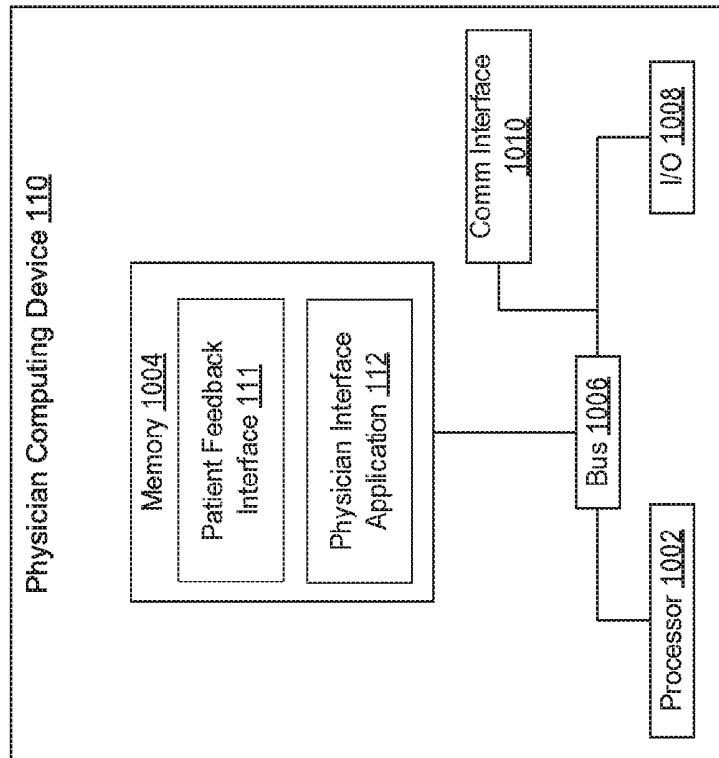 Physician Computing Device 110
Memory 1004
Patient Feedback
Interface 111
Physician Interface
Application 112
Comm Interface
1010
Bus 1006
Processor 1002
I/O 1008